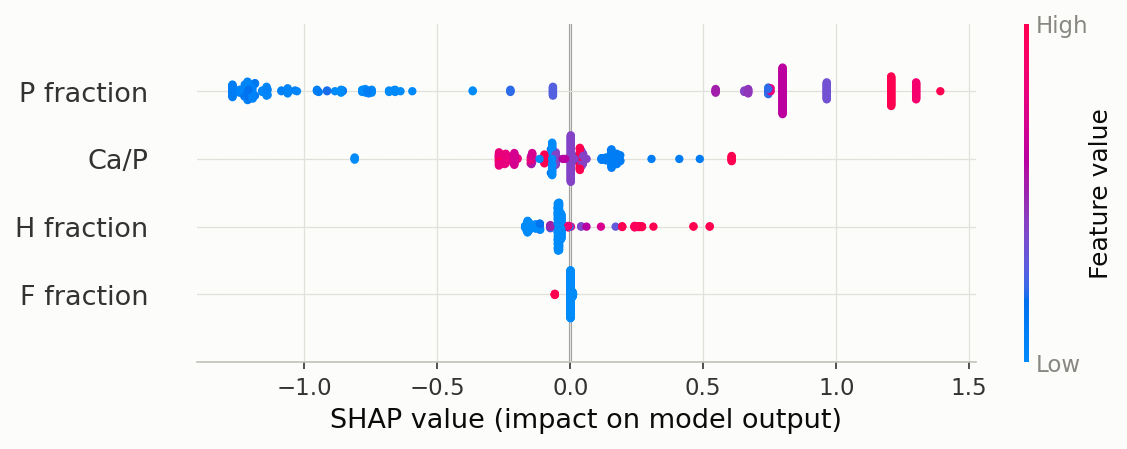 High
P fraction
Ca/P
H fraction
F fraction
Low
Feature value
−1.0 −0.5 0.0 0.5 1.0 1.5
SHAP value (impact on model output)